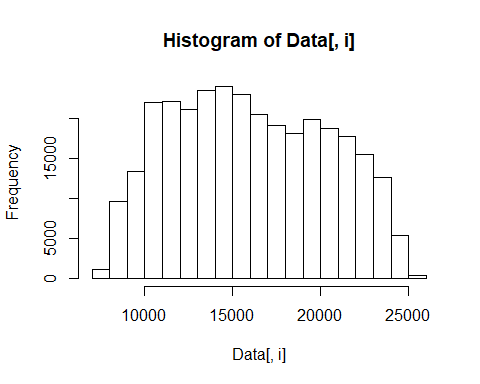 Histogram of Data[, i]
Frequency
15000
5000
0
10000 15000 20000 25000
Data[, i]